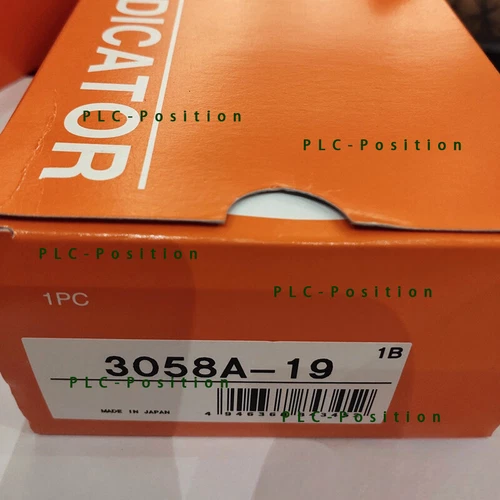 DICATOR
PLC-Position
PLC-Position
PLC-Position
PLC-Position
1PC
1B
3058A-19
PLC-Position
MADE IN JAPAN
PLC-Position